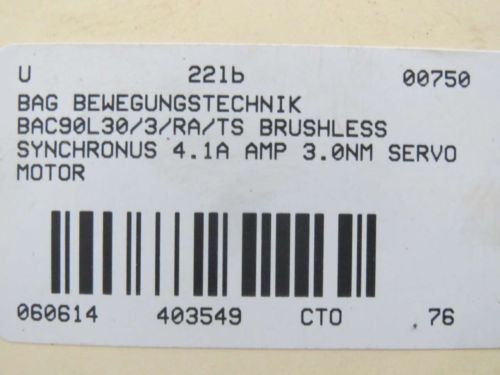 U 22lb 00750
BAG BEWEGUNGSTECHNIK
BAC90L30/3/RA/TS BRUSHLESS
SYNCHRONUS 4.1A AMP 3.0NM SERVO
MOTOR
060614 403549 CTO .76